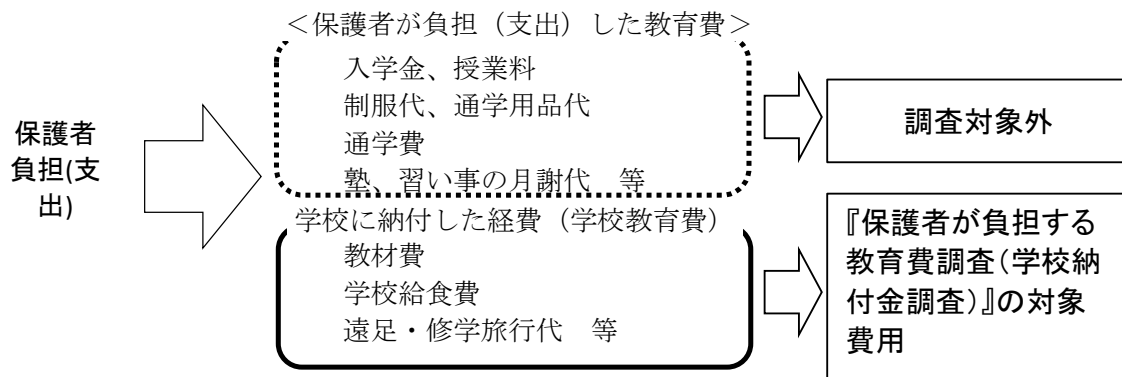 保護者
負担(支
出)
＜保護者が負担（支出）した教育費＞
入学金、授業料
制服代、通学用品代
通学費
塾、習い事の月謝代　等
調査対象外
学校に納付した経費（学校教育費）
教材費
学校給食費
遠足・修学旅行代　等
『保護者が負担する
教育費調査(学校納
付金調査)』の対象
費用